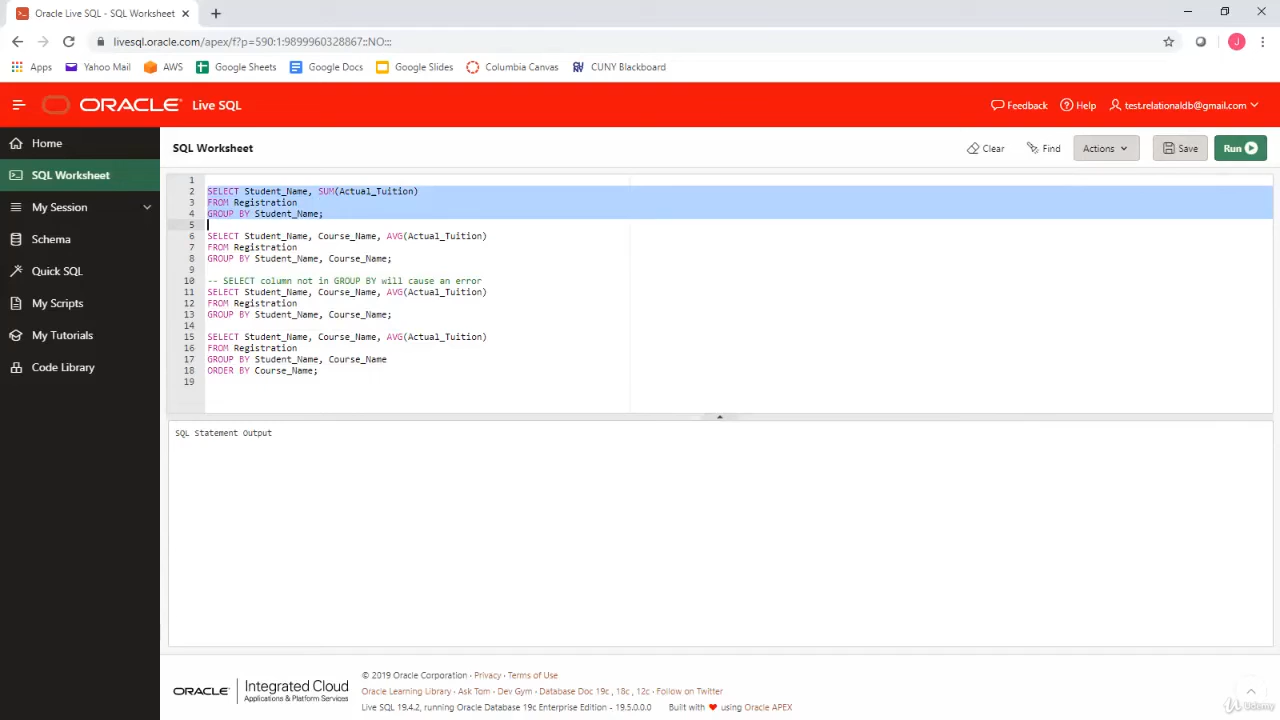 Oracle Live SQL - SQL Worksheet
livesql.oracle.com/apex/f?p=590:1:9899960328867::NO:::
J
Apps Yahoo Mail AWS Google Sheets Google Docs Google Slides Columbia Canvas CUNY Blackboard
ORACLE Live SQL Feedback Help test.relationaldb@gmail.com
Home
SQL Worksheet
My Session
Schema
Quick SQL
My Scripts
My Tutorials
Code Library
SQL Worksheet Clear Find Actions Save Run
1
2 SELECT Student_Name, SUM(Actual_Tuition)
3 FROM Registration
4 GROUP BY Student_Name;
5
6 SELECT Student_Name, Course_Name, AVG(Actual_Tuition)
7 FROM Registration
8 GROUP BY Student_Name, Course_Name;
9
10 -- SELECT column not in GROUP BY will cause an error
11 SELECT Student_Name, Course_Name, AVG(Actual_Tuition)
12 FROM Registration
13 GROUP BY Student_Name, Course_Name;
14
15 SELECT Student_Name, Course_Name, AVG(Actual_Tuition)
16 FROM Registration
17 GROUP BY Student_Name, Course_Name
18 ORDER BY Course_Name;
19
SQL Statement Output
ORACLE Integrated Cloud
Applications & Platform Services
© 2019 Oracle Corporation · Privacy · Terms of Use
Oracle Learning Library · Ask Tom · Dev Gym · Database Doc 19c , 18c , 12c · Follow on Twitter
Live SQL 19.4.2, running Oracle Database 19c Enterprise Edition - 19.5.0.0.0 Built with ❤ using Oracle APEX
Udemy